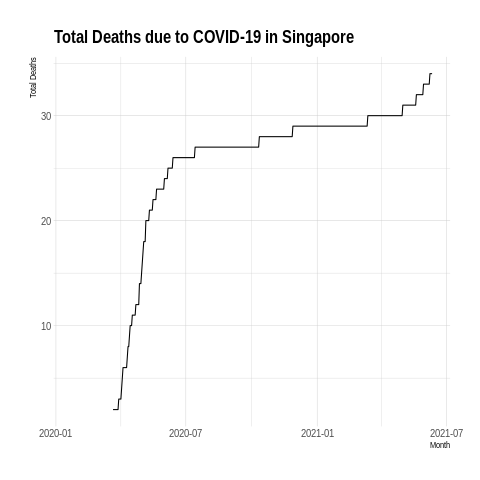 Total Deaths due to COVID-19 in Singapore
Total Deaths
30
20
10
2020-01
2020-07
2021-01
2021-07
Month